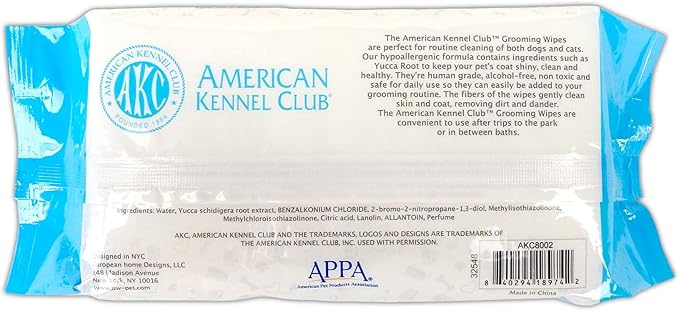 AMERICAN KENNEL CLUB
AKC
FOUNDED 1884
AMERICAN
KENNEL CLUB®
The American Kennel Club™ Grooming Wipes
are perfect for routine cleaning of both dogs and cats.
Our hypoallergenic formula contains ingredients such as
Yucca Root to keep your pet's coat shiny, clean and
healthy. They're human grade, alcohol-free, non toxic and
safe for daily use so they can easily be added to your
grooming routine. The fibers of the wipes gently clean
skin and coat, removing dirt and dander.
The American Kennel Club™ Grooming Wipes are
convenient to use after trips to the park
or in between baths.
Ingredients: Water, Yucca schidigera root extract, BENZALKONIUM CHLORIDE, 2-bromo-2-nitropropane-1,3-diol, Methylisothiazolinone,
Methylchloroisothiazolinone, Citric acid, Lanolin, ALLANTOIN, Perfume
AKC, AMERICAN KENNEL CLUB AND THE TRADEMARKS, LOGOS AND DESIGNS ARE TRADEMARKS OF
THE AMERICAN KENNEL CLUB, INC. USED WITH PERMISSION.
Designed in NYC
European home Designs, LLC
148 Madison Avenue
New York, NY 10016
www.bw-pet.com
APPA®
American Pet Products Association
32548
AKC8002
8 40294 18974 2
Made in China